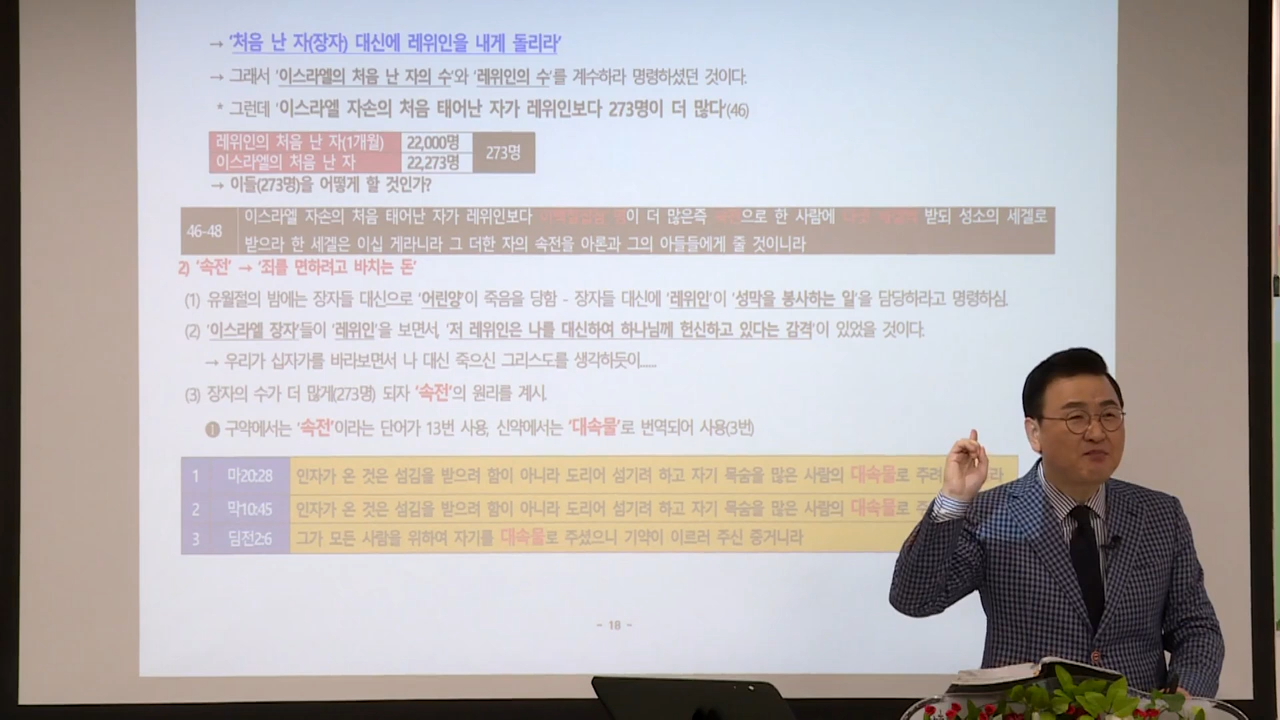 → '처음 난 자(장자) 대신에 레위인을 내게 돌리라'
→ 그래서 '이스라엘의 처음 난 자의 수'와 '레위인의 수'를 계수하라 명령하셨던 것이다.
* 그런데 '이스라엘 자손의 처음 태어난 자가 레위인보다 273명이 더 많다'(46)
레위인의 처음 난 자(1개월) 22,000명 273명
이스라엘의 처음 난 자 22,273명
→ 이들(273명)을 어떻게 할 것인가?
46-48 이스라엘 자손의 처음 태어난 자가 레위인보다 이 더 많은즉 속전으로 한 사람에 받되 성소의 세겔로
받으라 한 세겔은 이십 게라니라 그 더한 자의 속전을 아론과 그의 아들들에게 줄 것이니라
2) '속전' → '죄를 면하려고 바치는 돈'
(1) 유월절의 밤에는 장자들 대신으로 '어린양'이 죽음을 당함 - 장자들 대신에 '레위인'이 '성막을 봉사하는 일'을 담당하라고 명령하심.
(2) '이스라엘 장자'들이 '레위인'을 보면서, '저 레위인은 나를 대신하여 하나님께 헌신하고 있다는 감격'이 있었을 것이다.
→ 우리가 십자가를 바라보면서 나 대신 죽으신 그리스도를 생각하듯이......
(3) 장자의 수가 더 많게(273명) 되자 '속전'의 원리를 계시.
❶ 구약에서는 '속전'이라는 단어가 13번 사용, 신약에서는 '대속물'로 번역되어 사용(3번)
1 마20:28 인자가 온 것은 섬김을 받으려 함이 아니라 도리어 섬기려 하고 자기 목숨을 많은 사람의 대속물로 주려 라
2 막10:45 인자가 온 것은 섬김을 받으려 함이 아니라 도리어 섬기려 하고 자기 목숨을 많은 사람의 대속물로 주
3 딤전2:6 그가 모든 사람을 위하여 자기를 대속물로 주셨으니 기약이 이르러 주신 증거니라
- 18 -